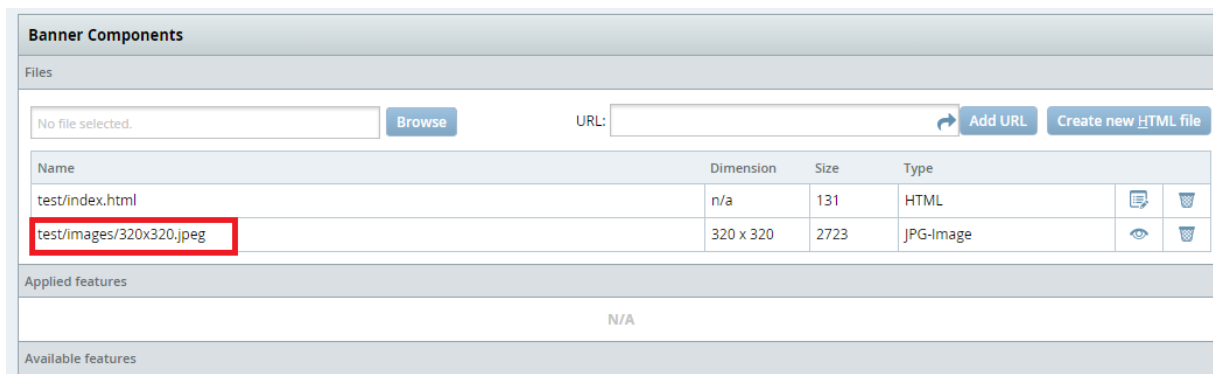 Banner Components
Files
No file selected. Browse URL: Add URL Create new HTML file
Name Dimension Size Type
test/index.html n/a 131 HTML
test/images/320x320.jpeg 320 x 320 2723 JPG-Image
Applied features
N/A
Available features